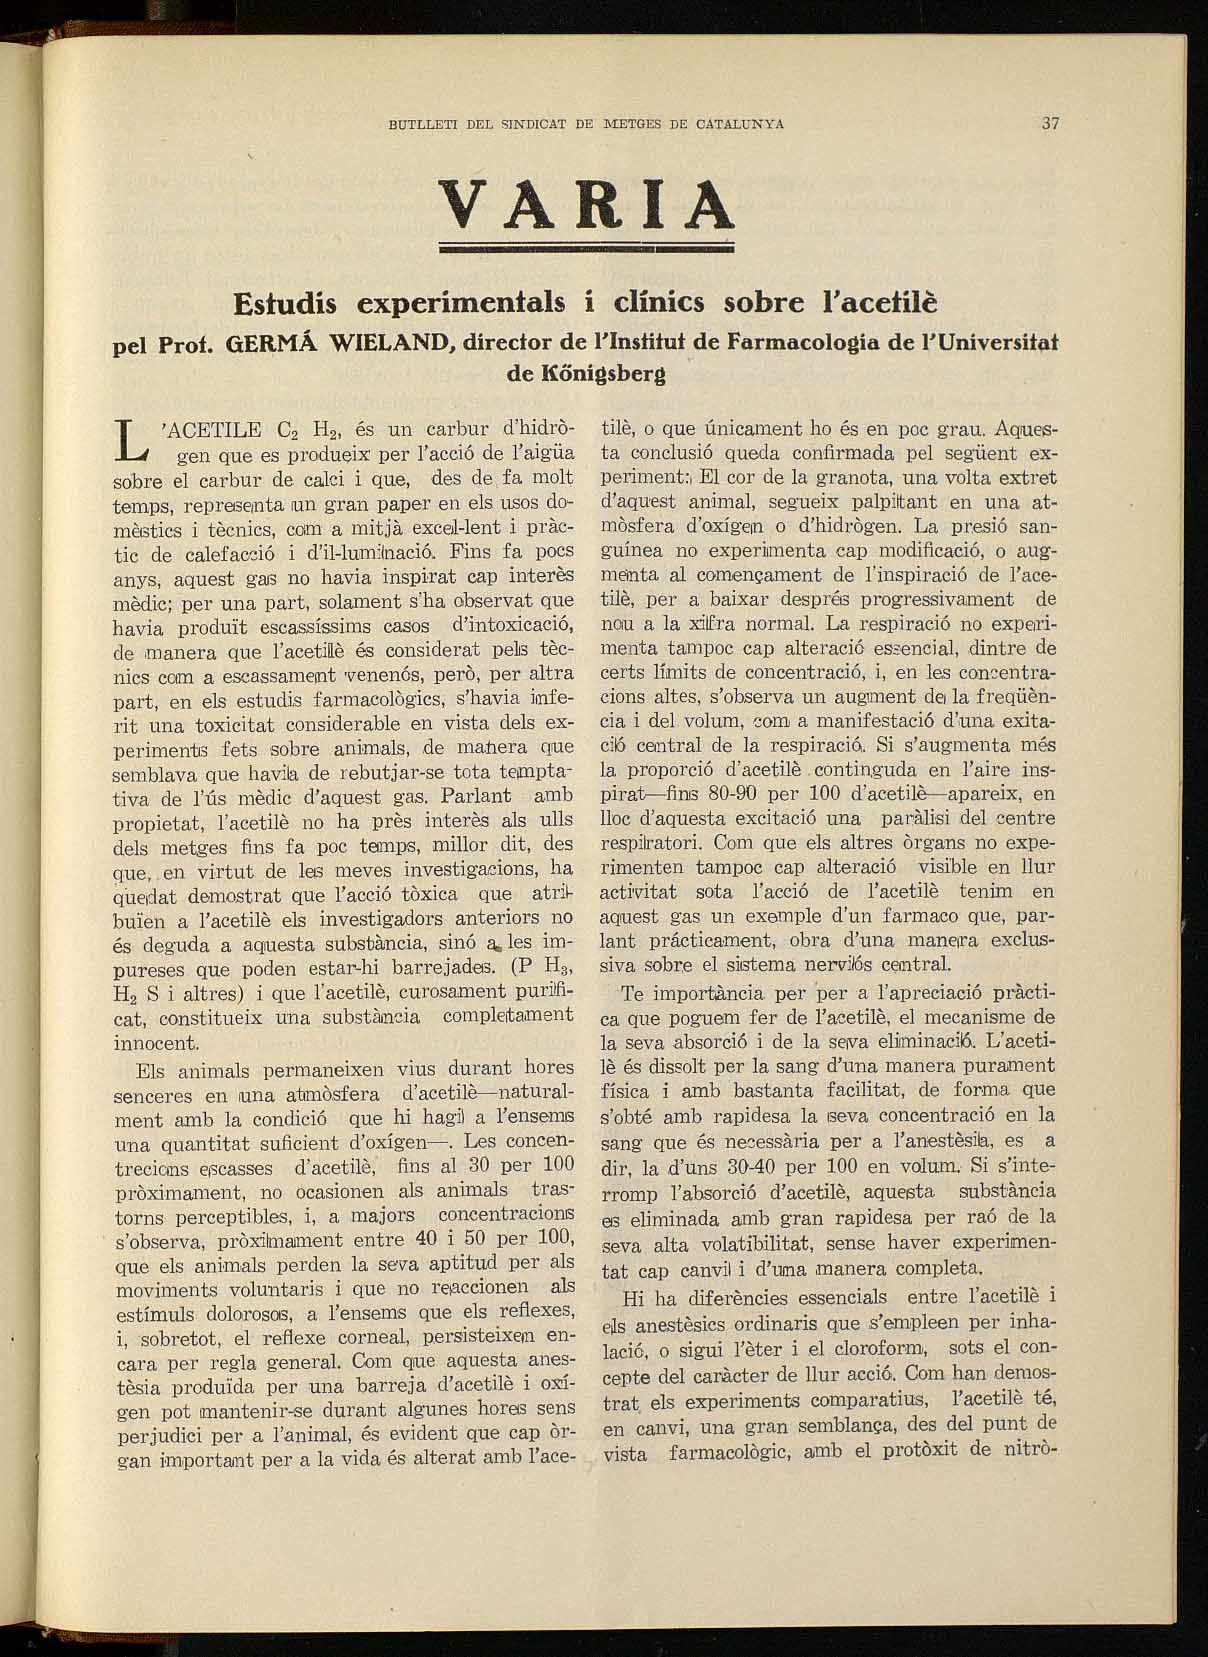 BUTLLETI DEL SINDICAT DE METGES DE CATALUNYA 37
VARIA
Estudis experimentals i clínics sobre l'acetilè
pel Prof. GERMÁ WIELAND, director de l'Institut de Farmacologia de l'Universitat
de Kőnigsberg
L'ACETILE C₂ H₂, és un carbur d'hidrò-
gen que es produeix per l'acció de l'aigüa
sobre el carbur de calci i que, des de fa molt
temps, representa un gran paper en els usos do-
mèstics i tècnics, com a mitjà excel-lent i pràc-
tic de calefacció i d'il-luminació. Fins fa pocs
anys, aquest gas no havia inspirat cap interès
mèdic; per una part, solament s'ha observat que
havia produït escassíssims casos d'intoxicació,
de manera que l'acetilè és considerat pels tèc-
nics com a escassament venenós, però, per altra
part, en els estudis farmacològics, s'havia infe-
rit una toxicitat considerable en vista dels ex-
periments fets sobre animals, de manera que
semblava que havia de rebutjar-se tota tempta-
tiva de l'ús mèdic d'aquest gas. Parlant amb
propietat, l'acetilè no ha près interès als ulls
dels metges fins fa poc temps, millor dit, des
que, en virtut de les meves investigacions, ha
quedat demostrat que l'acció tòxica que atri-
buïen a l'acetilè els investigadors anteriors no
és deguda a aquesta substància, sinó a les im-
pureses que poden estar-hi barrejades. (P H₃,
H₂ S i altres) i que l'acetilè, curosament purifi-
cat, constitueix una substància completament
innocent.
Els animals permaneixen vius durant hores
senceres en una atmòsfera d'acetilè—natural-
ment amb la condició que hi hagi a l'ensems
una quantitat suficient d'oxígen—. Les concen-
trecions escasses d'acetilè, fins al 30 per 100
pròximament, no ocasionen als animals tras-
torns perceptibles, i, a majors concentracions
s'observa, pròximament entre 40 i 50 per 100,
que els animals perden la seva aptitud per als
moviments voluntaris i que no reaccionen als
estímuls dolorosos, a l'ensems que els reflexes,
i, sobretot, el reflexe corneal, persisteixen en-
cara per regla general. Com que aquesta anes-
tèsia produïda per una barreja d'acetilè i oxí-
gen pot mantenir-se durant algunes hores sens
perjudici per a l'animal, és evident que cap òr-
gan important per a la vida és alterat amb l'ace-
tilè, o que únicament ho és en poc grau. Aques-
ta conclusió queda confirmada pel següent ex-
periment: El cor de la granota, una volta extret
d'aquest animal, segueix palpitant en una at-
mòsfera d'oxígen o d'hidrògen. La presió san-
guínea no experimenta cap modificació, o aug-
menta al començament de l'inspiració de l'ace-
tilè, per a baixar després progressivament de
nou a la xifra normal. La respiració no experi-
menta tampoc cap alteració essencial, dintre de
certs límits de concentració, i, en les concentra-
cions altes, s'observa un augment de la freqüèn-
cia i del volum, com a manifestació d'una exita-
ció central de la respiració. Si s'augmenta més
la proporció d'acetilè continguda en l'aire ins-
pirat—fins 80-90 per 100 d'acetilè—apareix, en
lloc d'aquesta excitació una paràlisi del centre
respiratori. Com que els altres òrgans no expe-
rimenten tampoc cap alteració visible en llur
activitat sota l'acció de l'acetilè tenim en
aquest gas un exemple d'un farmaco que, par-
lant prácticament, obra d'una manera exclus-
siva sobre el sistema nerviós central.
Te importància per per a l'apreciació pràcti-
ca que poguem fer de l'acetilè, el mecanisme de
la seva absorció i de la seva eliminació. L'aceti-
lè és dissolt per la sang d'una manera purament
física i amb bastanta facilitat, de forma que
s'obté amb rapidesa la seva concentració en la
sang que és necessària per a l'anestèsia, es a
dir, la d'uns 30-40 per 100 en volum. Si s'inte-
rromp l'absorció d'acetilè, aquesta substància
es eliminada amb gran rapidesa per raó de la
seva alta volatibilitat, sense haver experimen-
tat cap canvi i d'una manera completa.
Hi ha diferències essencials entre l'acetilè i
els anestèsics ordinaris que s'empleen per inha-
lació, o sigui l'èter i el cloroform, sots el con-
cepte del caràcter de llur acció. Com han demos-
trat els experiments comparatius, l'acetilè té,
en canvi, una gran semblança, des del punt de
vista farmacològic, amb el protòxit de nitrò-